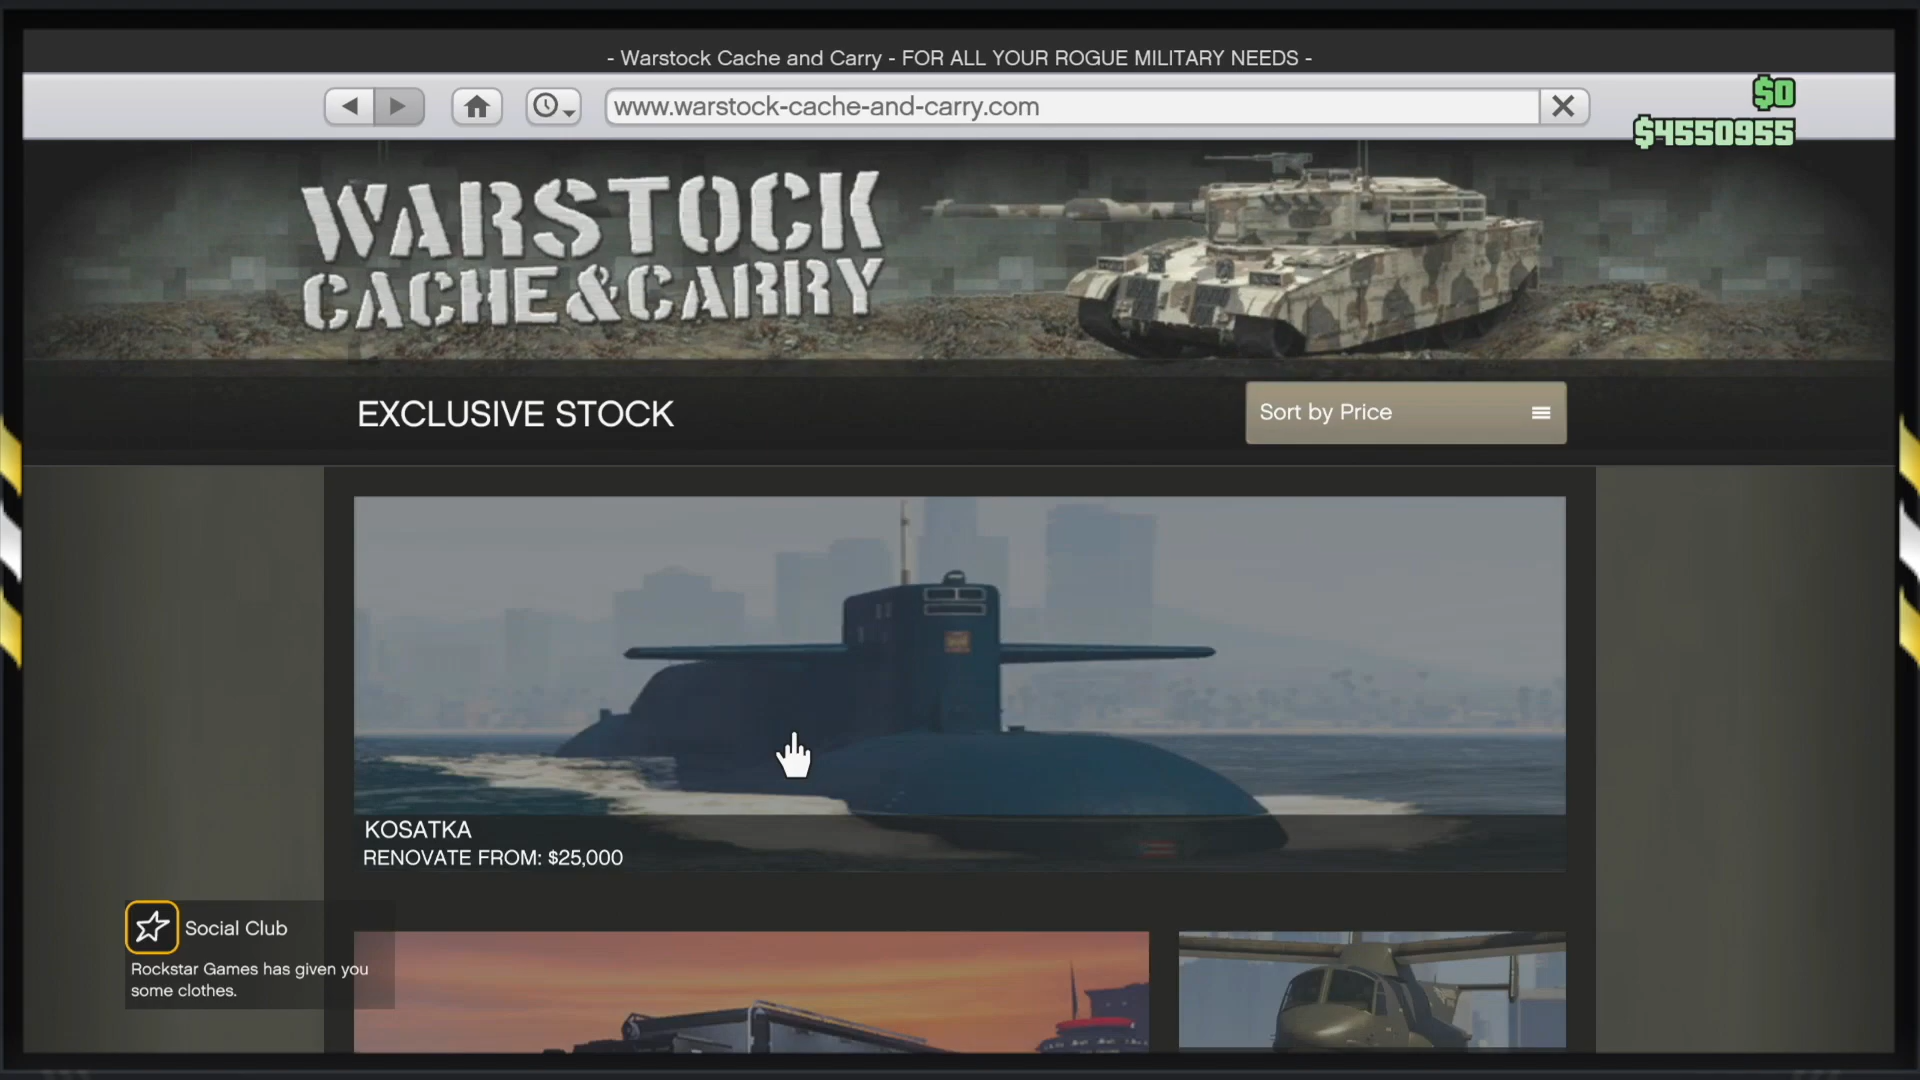 - Warstock Cache and Carry - FOR ALL YOUR ROGUE MILITARY NEEDS -
www.warstock-cache-and-carry.com
$0
$4550955
WARSTOCK
CACHE & CARRY
EXCLUSIVE STOCK
Sort by Price
KOSATKA
RENOVATE FROM: $25,000
Social Club
Rockstar Games has given you
some clothes.